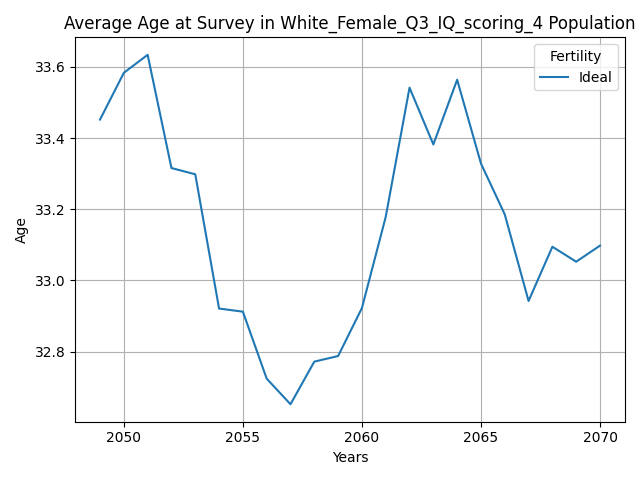 Average Age at Survey in White_Female_Q3_IQ_scoring_4 Population
Fertility
Ideal
33.6
33.4
33.2
33.0
32.8
Age
2050
2055
2060
2065
2070
Years